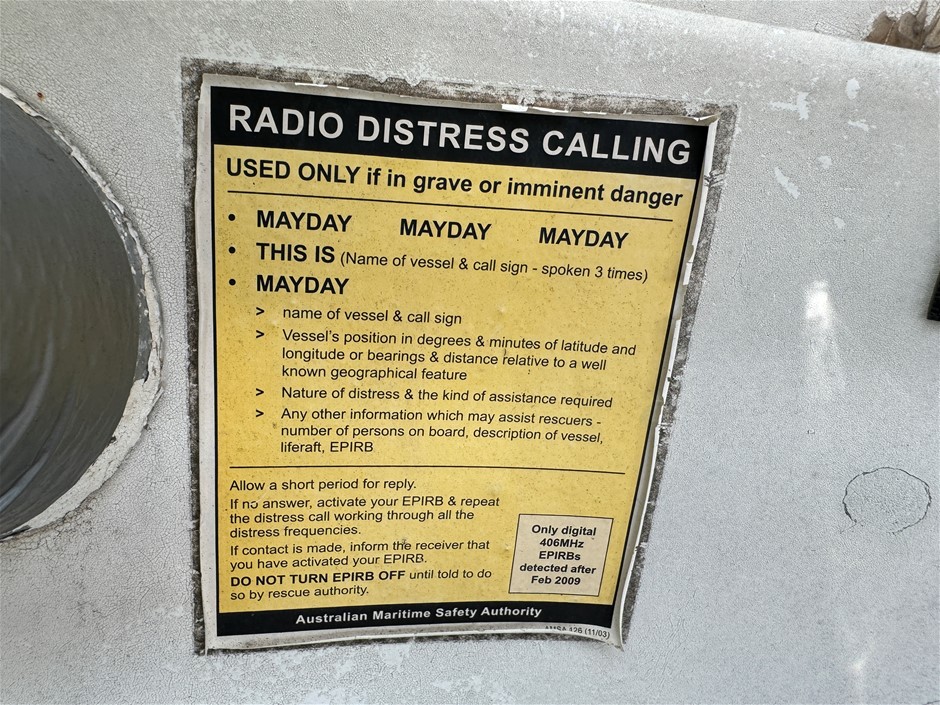 RADIO DISTRESS CALLING
USED ONLY if in grave or imminent danger
• MAYDAY MAYDAY MAYDAY
• THIS IS (Name of vessel & call sign - spoken 3 times)
• MAYDAY
> name of vessel & call sign
> Vessel's position in degrees & minutes of latitude and
longitude or bearings & distance relative to a well
known geographical feature
> Nature of distress & the kind of assistance required
> Any other information which may assist rescuers -
number of persons on board, description of vessel,
liferaft, EPIRB
Allow a short period for reply.
If no answer, activate your EPIRB & repeat
the distress call working through all the
distress frequencies.
If contact is made, inform the receiver that
you have activated your EPIRB.
DO NOT TURN EPIRB OFF until told to do
so by rescue authority.
Only digital
406MHz
EPIRBs
detected after
Feb 2009
Australian Maritime Safety Authority
AMSA 126 (11/03)